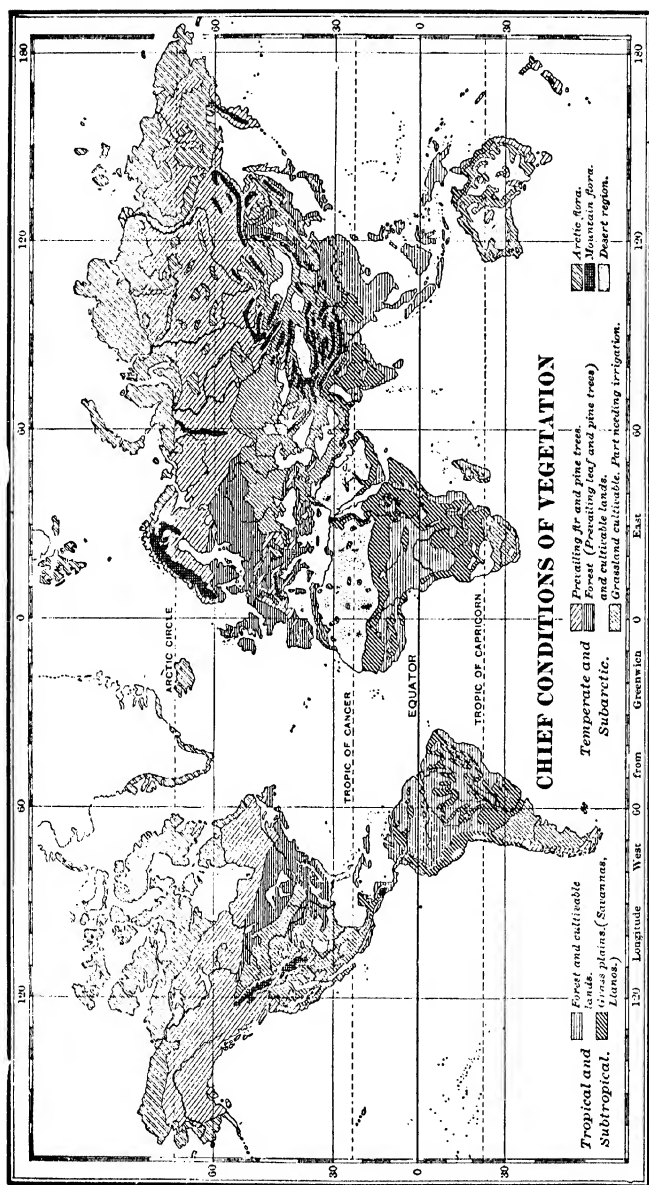 180
120
60
0
60
120
60
30
0
30
60
30
0
30
ARCTIC CIRCLE
TROPIC OF CANCER
EQUATOR
TROPIC OF CAPRICORN
CHIEF CONDITIONS OF VEGETATION
Tropical and
Subtropical.
Forest and cultivable
lands.
Grass plains. (Savannas,
Llanos.)
Temperate and
Subarctic.
Prevailing fir and pine trees.
Forest (Prevailing leaf and pine trees)
and cultivable lands.
Grassland cultivable. Part needing irrigation.
Arctic flora.
Mountain flora.
Desert region.
120 Longitude West 60 from Greenwich 0 East 60 120 180